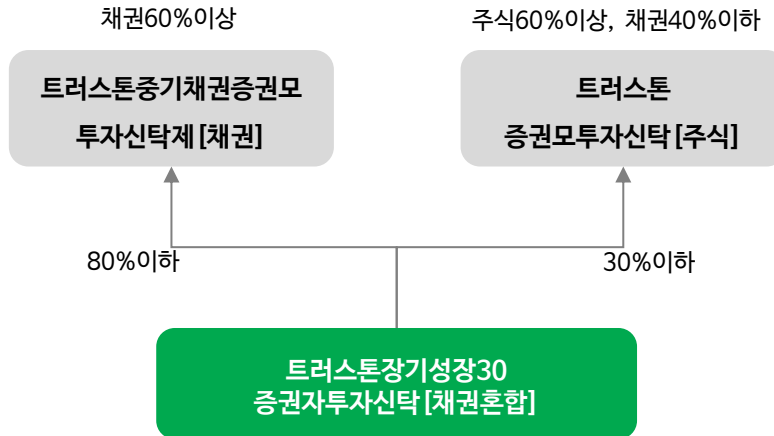 채권60%이상
주식60%이상, 채권40%이하
트러스톤중기채권증권모
투자신탁제[채권]
트러스톤
증권모투자신탁[주식]
80%이하
30%이하
트러스톤장기성장30
증권자투자신탁[채권혼합]